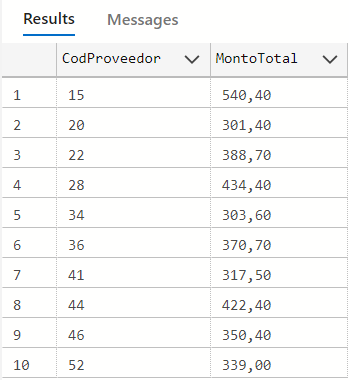 Results Messages
CodProveedor MontoTotal
1 15 540,40
2 20 301,40
3 22 388,70
4 28 434,40
5 34 303,60
6 36 370,70
7 41 317,50
8 44 422,40
9 46 350,40
10 52 339,00